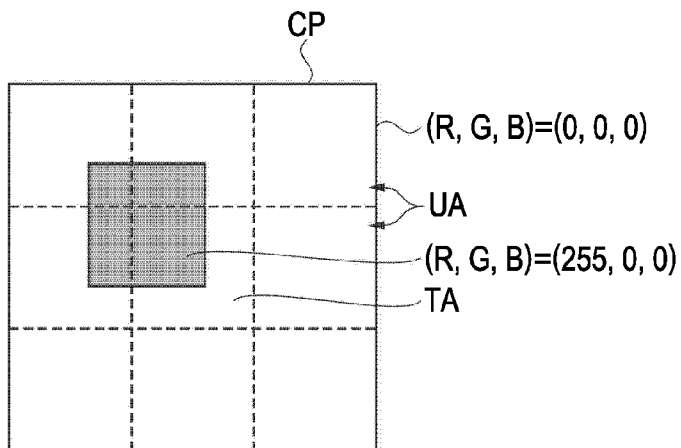 CP
(R, G, B)=(0, 0, 0)
UA
(R, G, B)=(255, 0, 0)
TA